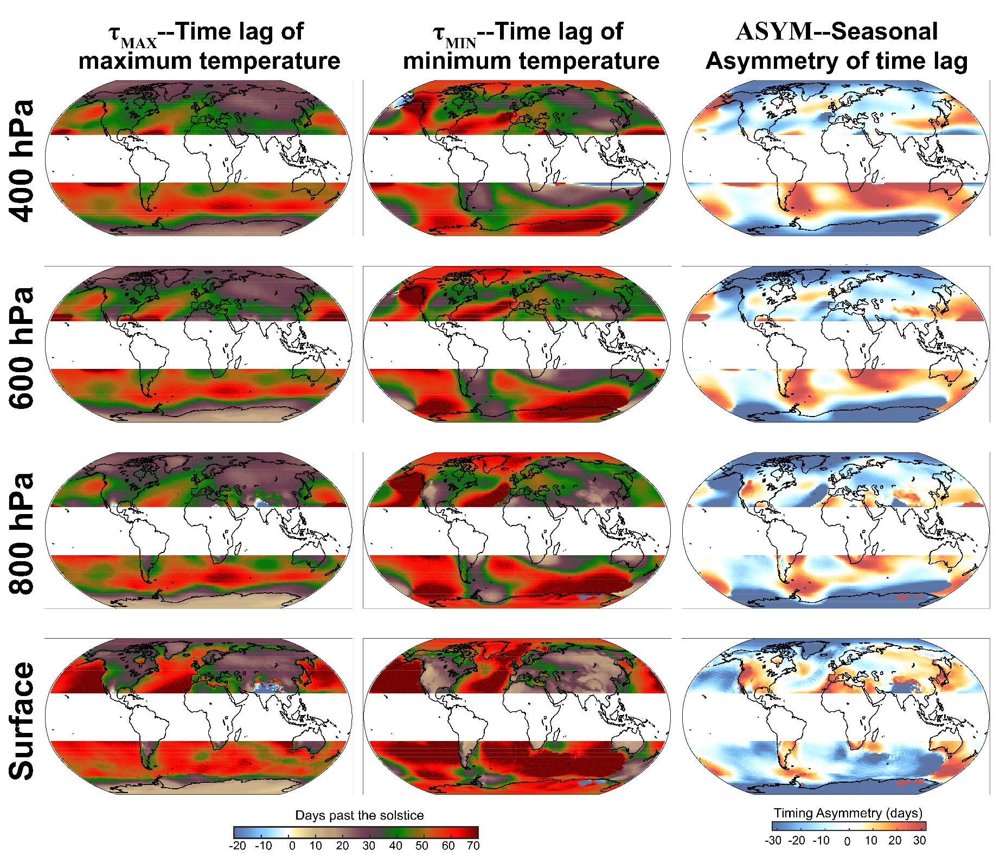 τMAX--Time lag of
maximum temperature
τMIN--Time lag of
minimum temperature
ASYM--Seasonal
Asymmetry of time lag
400 hPa
600 hPa
800 hPa
Surface
Days past the solstice
-20 -10 0 10 20 30 40 50 60 70
Timing Asymmetry (days)
-30 -20 -10 0 10 20 30